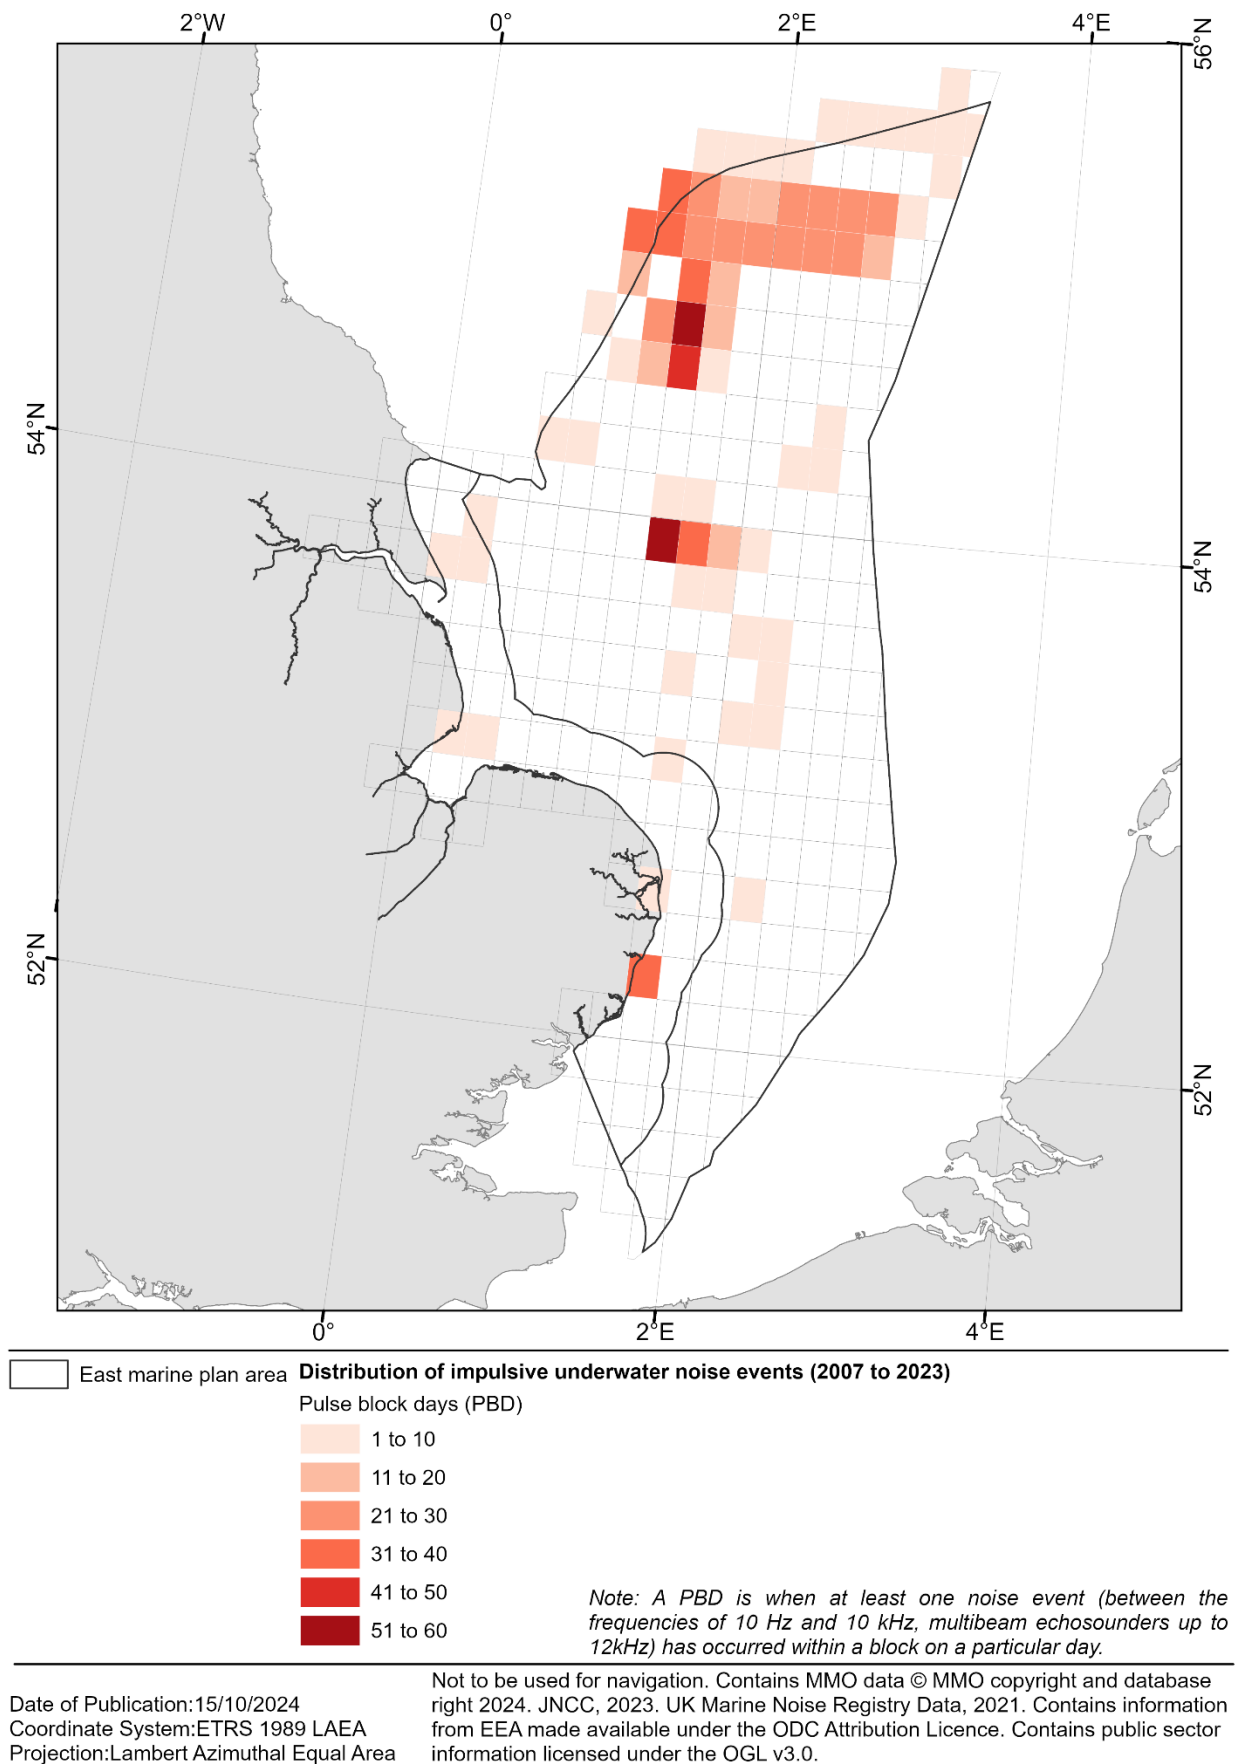 2°W 0° 2°E 4°E
56°N
54°N
54°N
52°N
52°N
0° 2°E 4°E
East marine plan area
Distribution of impulsive underwater noise events (2007 to 2023)
Pulse block days (PBD)
1 to 10
11 to 20
21 to 30
31 to 40
41 to 50
51 to 60
Note: A PBD is when at least one noise event (between the
frequencies of 10 Hz and 10 kHz, multibeam echosounders up to
12kHz) has occurred within a block on a particular day.
Date of Publication:15/10/2024
Coordinate System:ETRS 1989 LAEA
Projection:Lambert Azimuthal Equal Area
Not to be used for navigation. Contains MMO data © MMO copyright and database
right 2024. JNCC, 2023. UK Marine Noise Registry Data, 2021. Contains information
from EEA made available under the ODC Attribution Licence. Contains public sector
information licensed under the OGL v3.0.